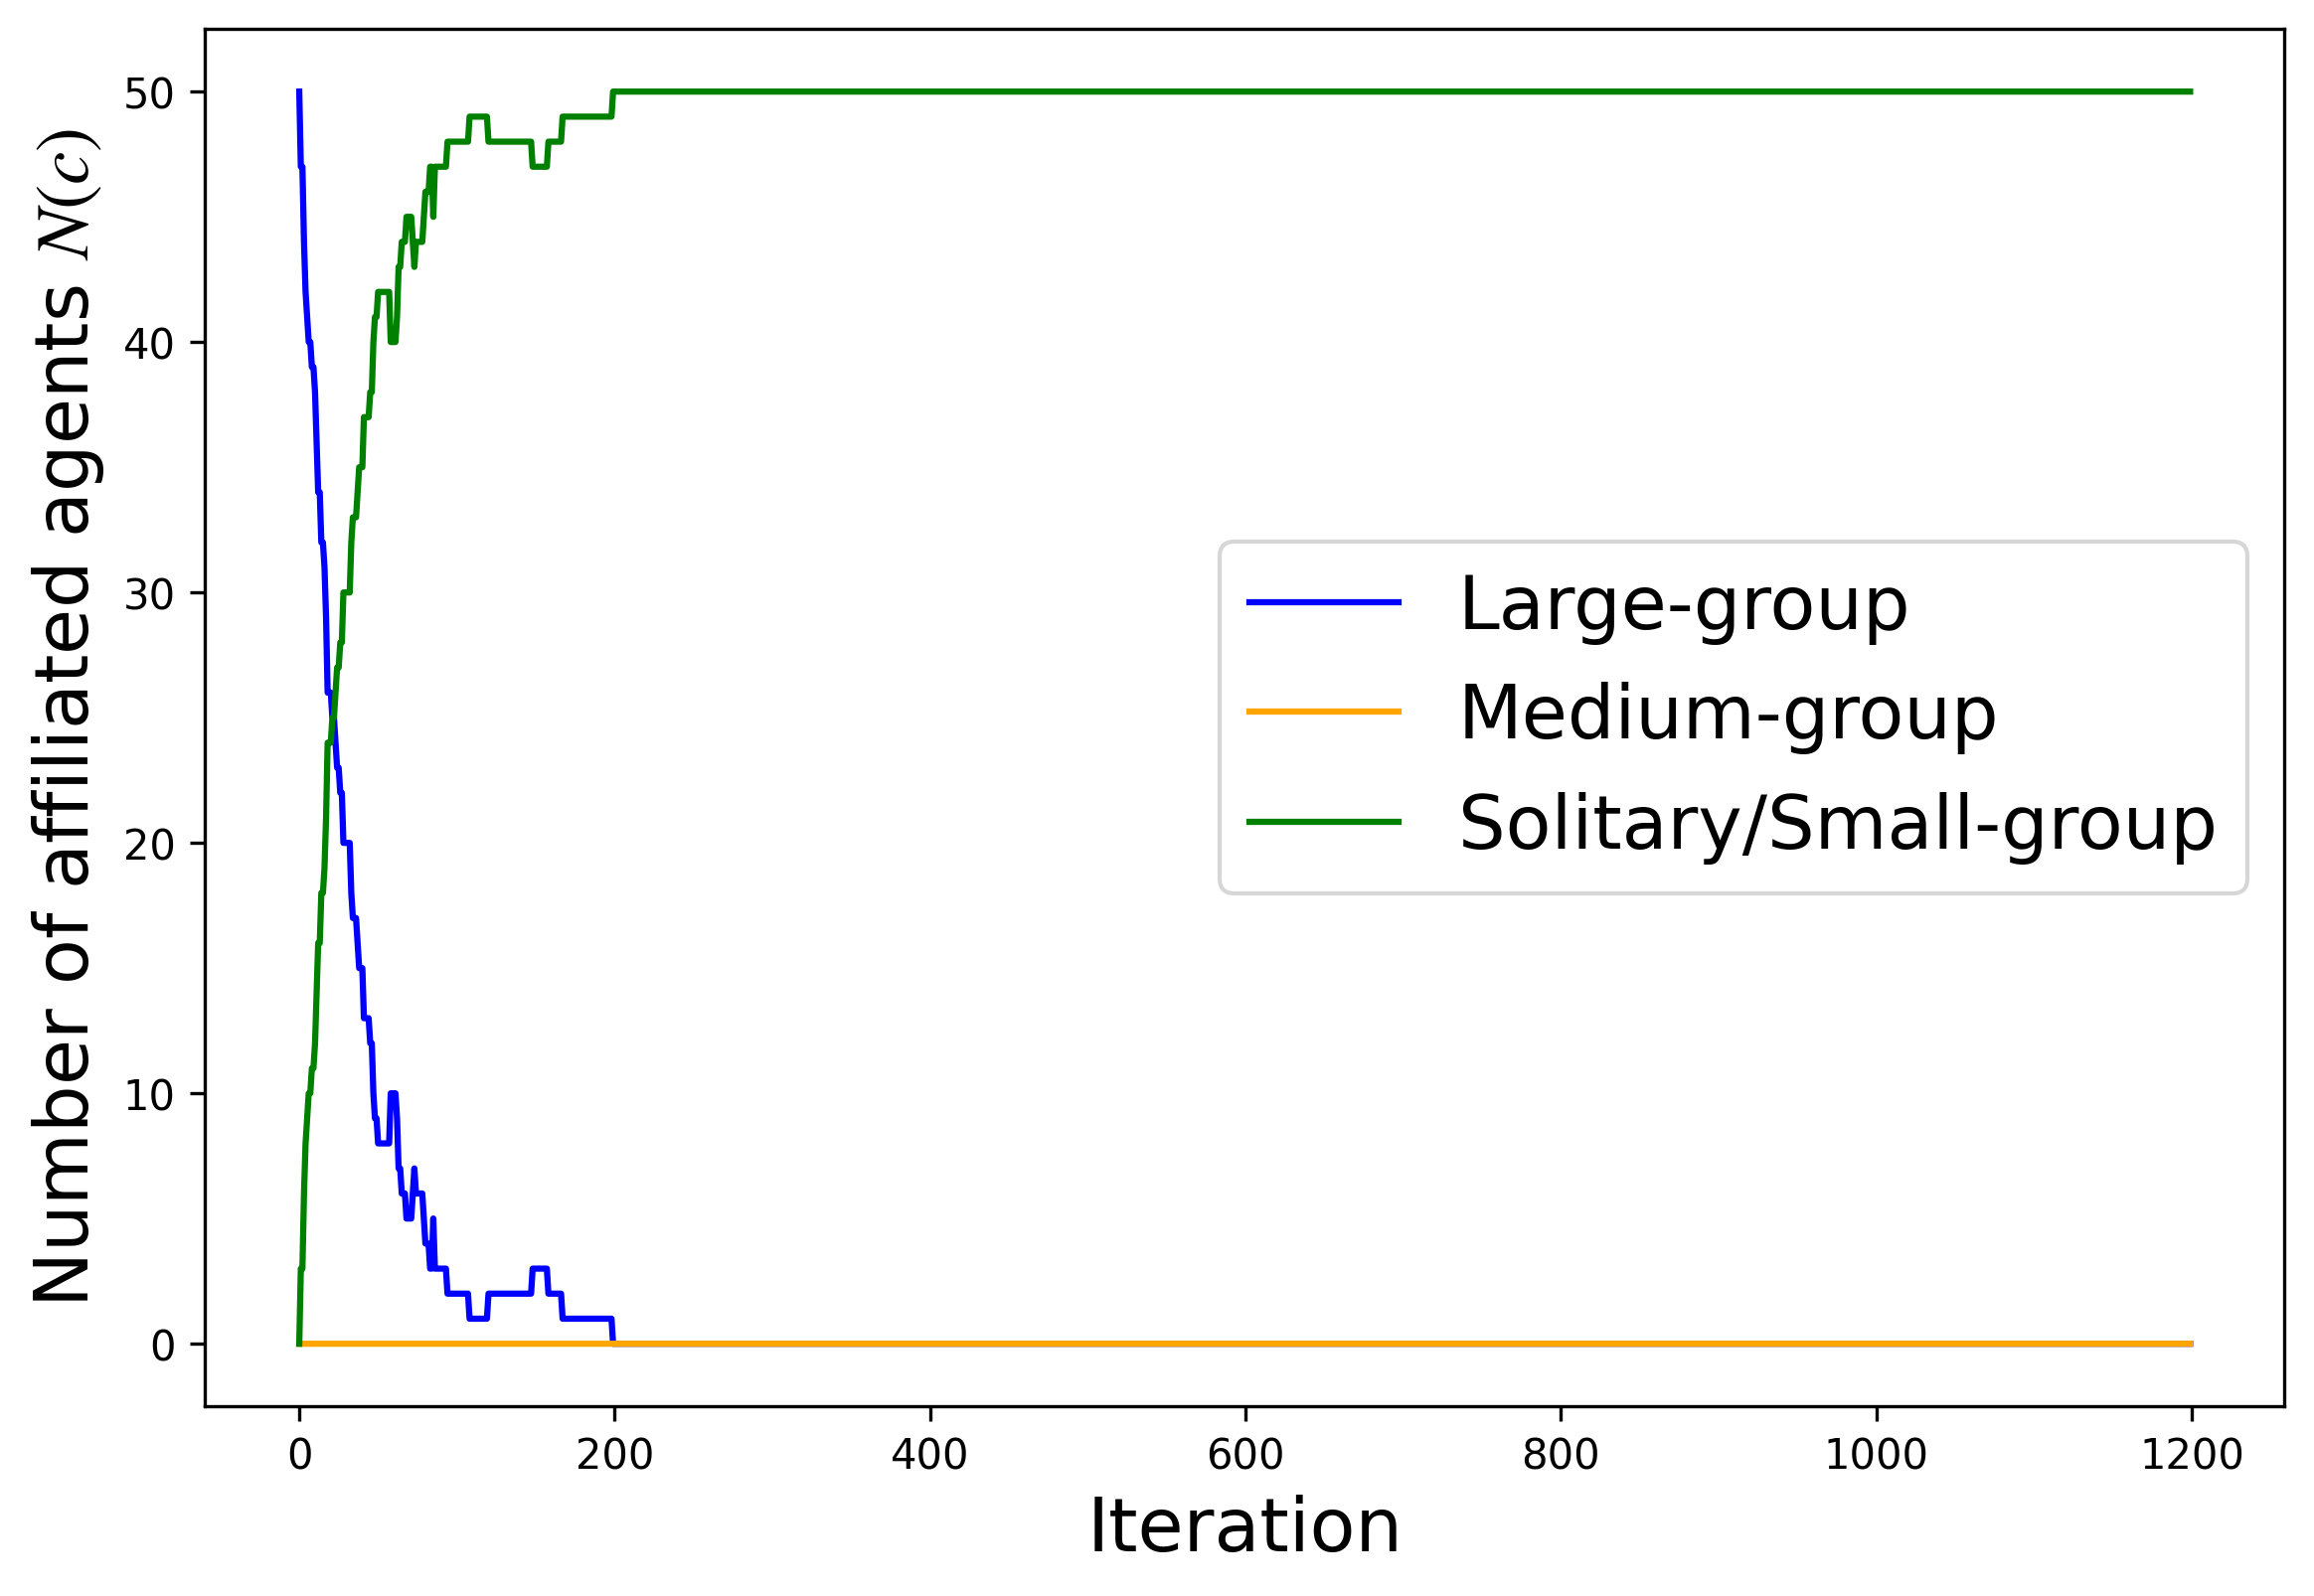 Number of affiliated agents N(c)
50
40
30
20
10
0
Large-group
Medium-group
Solitary/Small-group
0 200 400 600 800 1000 1200
Iteration